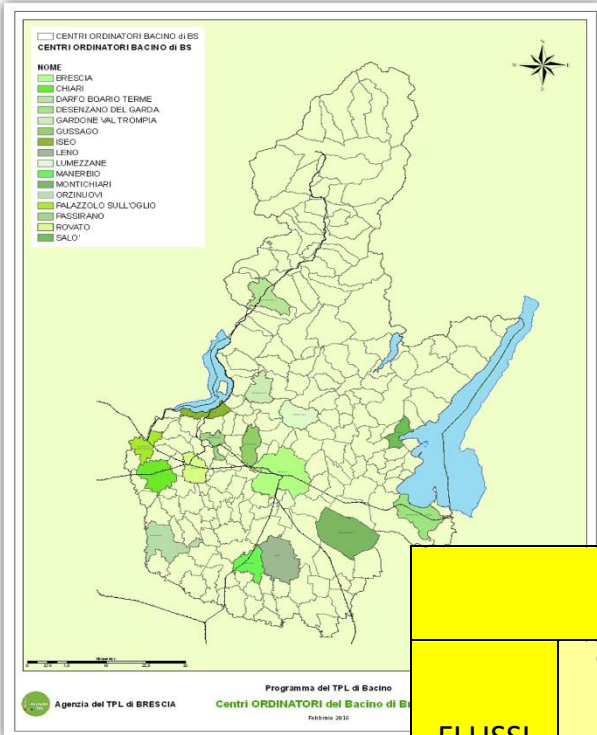 CENTRI ORDINATORI BACINO di BS
CENTRI ORDINATORI BACINO di BS
NOME
BRESCIA
CHIARI
DARFO BOARIO TERME
DESENZANO DEL GARDA
GARDONE VAL TROMPIA
GUSSAGO
ISEO
LENO
LUMEZZANE
MANERBIO
MONTICHIARI
ORZINUOVI
PALAZZOLO SULL'OGLIO
PASSIRANO
ROVATO
SALO'
N
E
Agenzia del TPL di BRESCIA
Programma del TPL di Bacino
Centri ORDINATORI del Bacino di
Febbraio 2016
FLUSSI